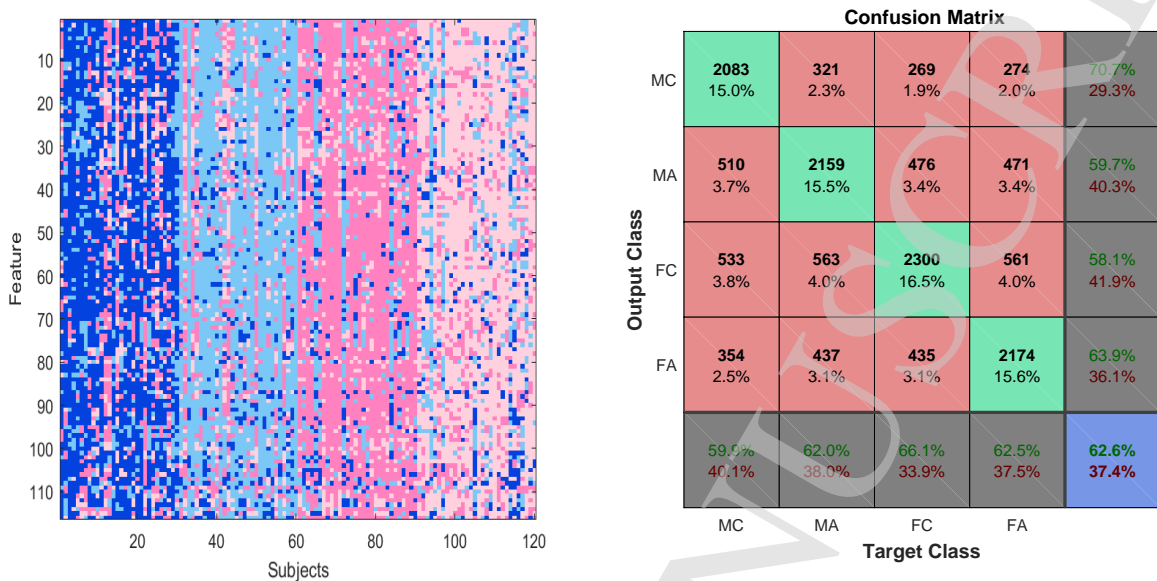 Feature
10
20
30
40
50
60
70
80
90
100
110
20 40 60 80 100 120
Subjects
Confusion Matrix
Output Class
MC
2083 321 269 274 70.7%
15.0% 2.3% 1.9% 2.0% 29.3%
MA
510 2159 476 471 59.7%
3.7% 15.5% 3.4% 3.4% 40.3%
FC
533 563 2300 561 58.1%
3.8% 4.0% 16.5% 4.0% 41.9%
FA
354 437 435 2174 63.9%
2.5% 3.1% 3.1% 15.6% 36.1%
59.9% 62.0% 66.1% 62.5% 62.6%
40.1% 38.0% 33.9% 37.5% 37.4%
MC MA FC FA
Target Class